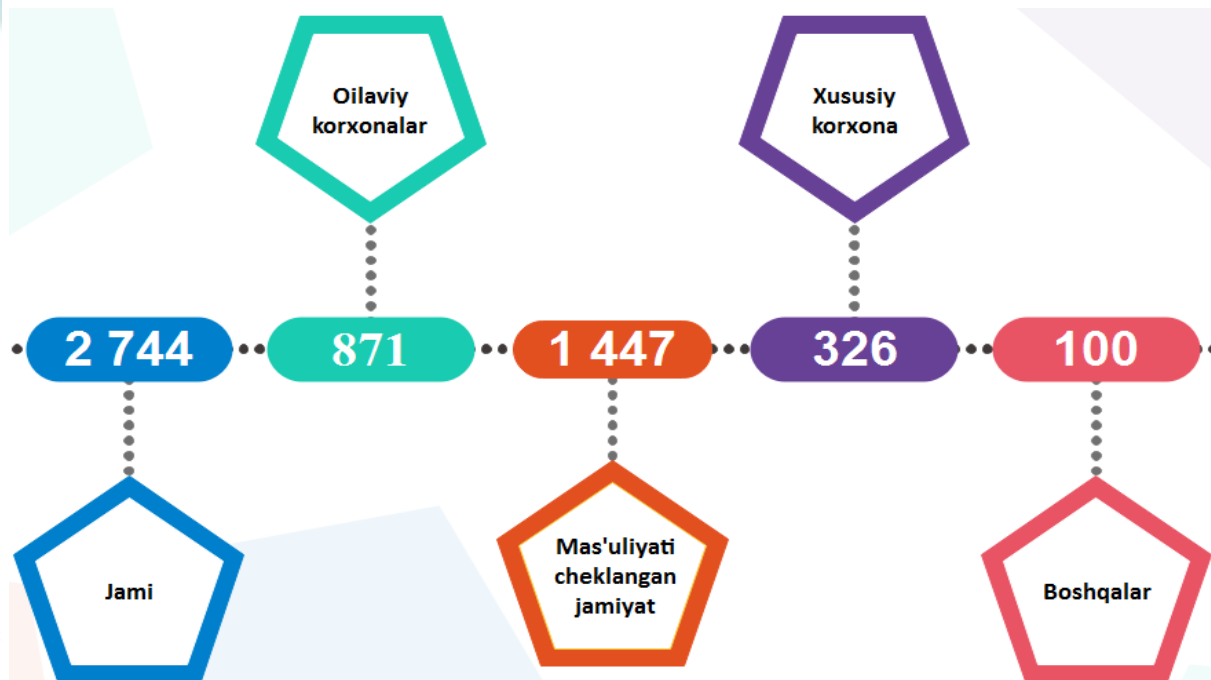 Oilaviy
korxonalar
Xususiy
korxona
2 744
871
1 447
326
100
Jami
Mas'uliyati
cheklangan
jamiyat
Boshqalar